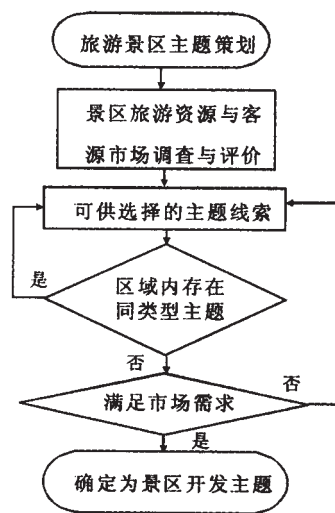 旅游景区主题策划
景区旅游资源与客
源市场调查与评价
可供选择的主题线索
是
区域内存在
同类型主题
否
否
满足市场需求
是
确定为景区开发主题